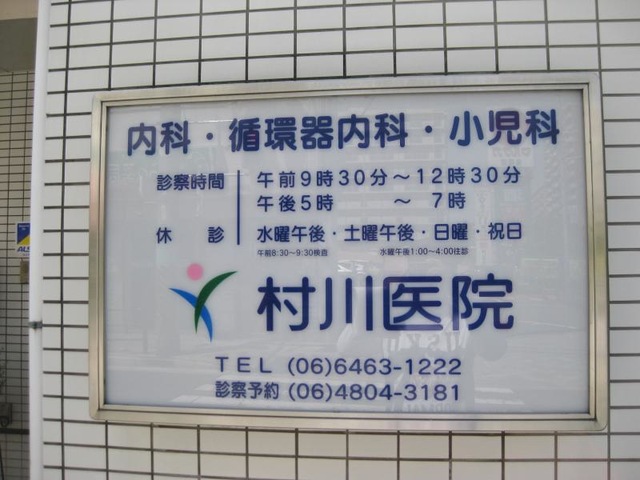 内科・循環器内科・小児科
診察時間 午前9時30分～12時30分
午後5時 ～ 7時
休診 水曜午後・土曜午後・日曜・祝日
午前8:30～9:30検査 水曜午後1:00～4:00往診
村川医院
TEL (06)6463-1222
診察予約 (06)4804-3181